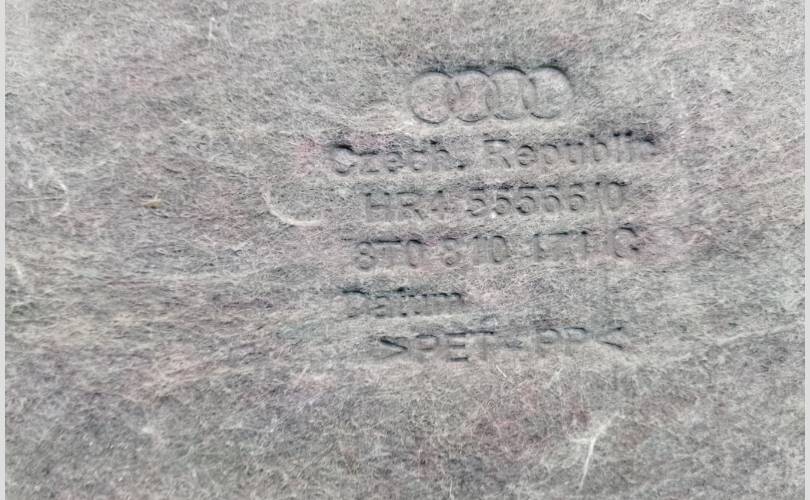 Czech. Republic
HR4 5556610
8T0 810 171 C
Datum
>PET+PP<